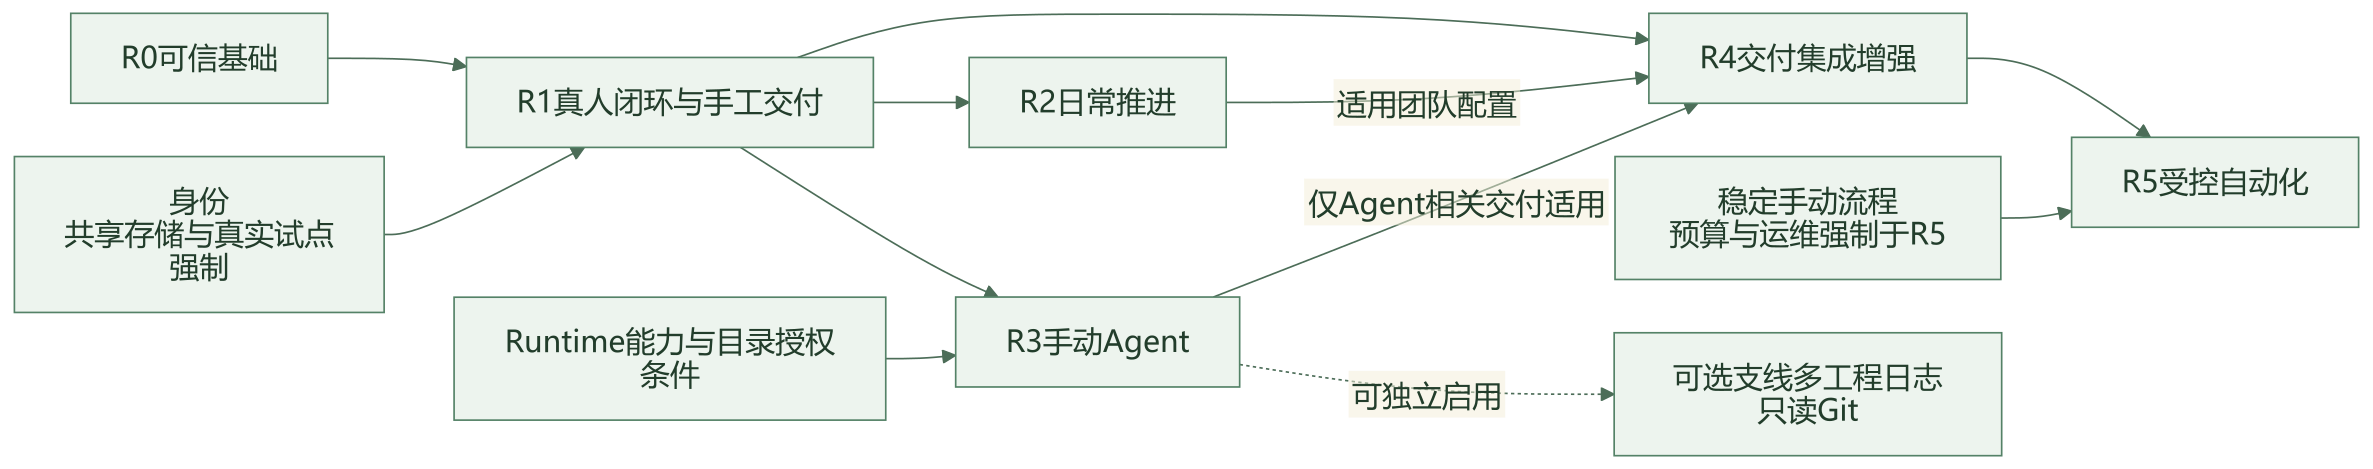 R0可信基础
身份
共享存储与真实试点
强制
R1真人闭环与手工交付
Runtime能力与目录授权
条件
R2日常推进
R3手动Agent
适用团队配置
仅Agent相关交付适用
可独立启用
R4交付集成增强
稳定手动流程
预算与运维强制于R5
可选支线多工程日志
只读Git
R5受控自动化